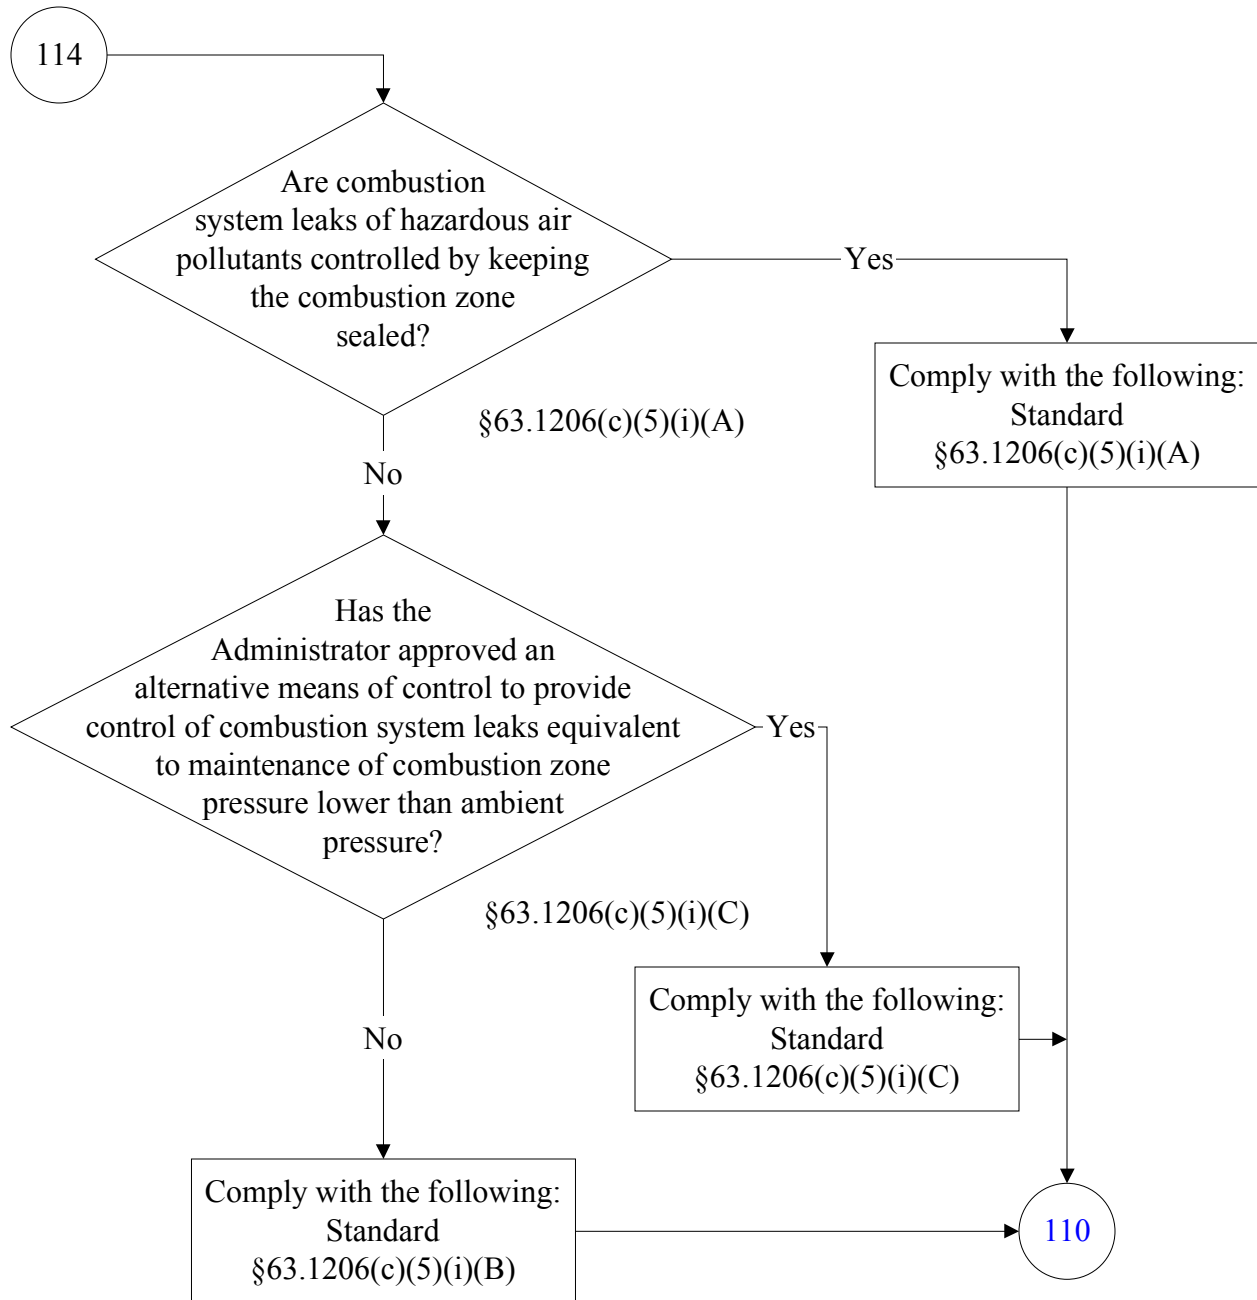 114
Are combustion
system leaks of hazardous air
pollutants controlled by keeping
the combustion zone
sealed?
Yes
Comply with the following:
Standard
§63.1206(c)(5)(i)(A)
§63.1206(c)(5)(i)(A)
No
Has the
Administrator approved an
alternative means of control to provide
control of combustion system leaks equivalent
to maintenance of combustion zone
pressure lower than ambient
pressure?
Yes
§63.1206(c)(5)(i)(C)
Comply with the following:
Standard
§63.1206(c)(5)(i)(C)
No
Comply with the following:
Standard
§63.1206(c)(5)(i)(B)
110